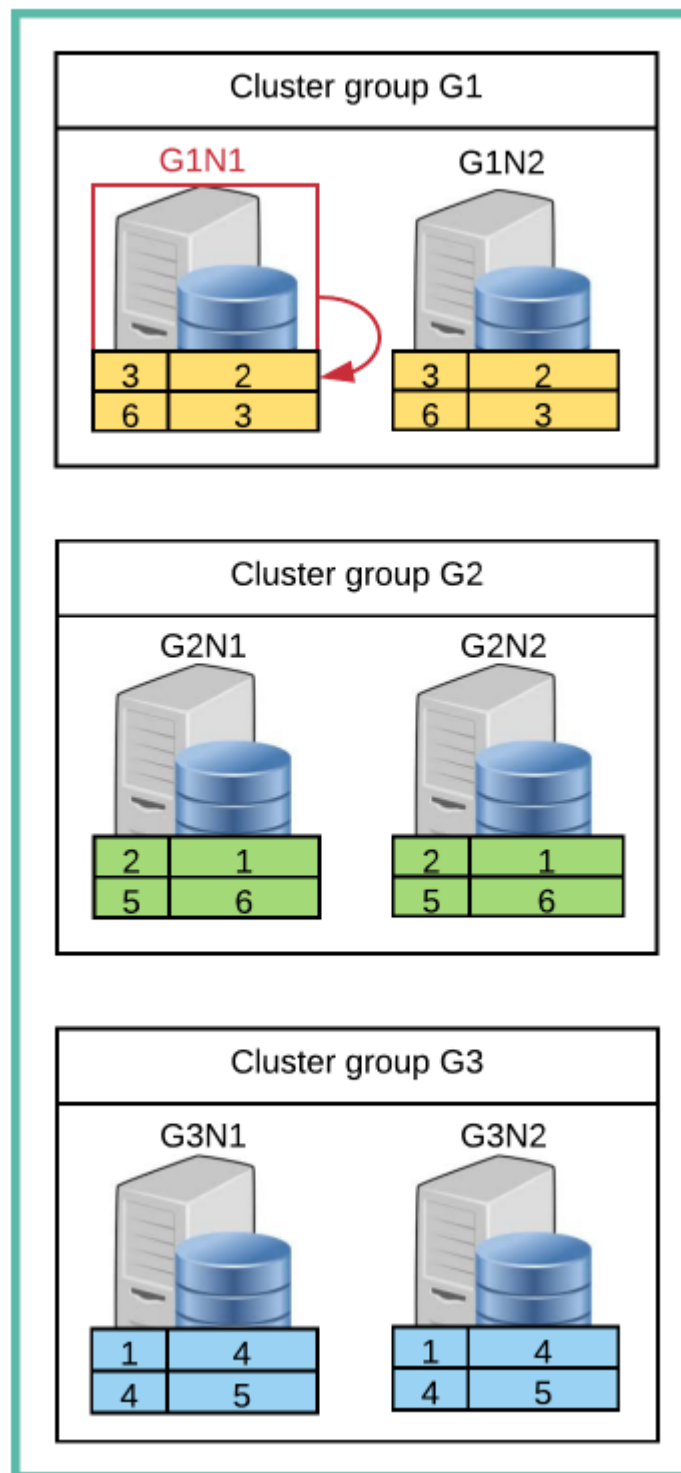 Cluster group G1
G1N1 G1N2
3 2 3 2
6 3 6 3
Cluster group G2
G2N1 G2N2
2 1 2 1
5 6 5 6
Cluster group G3
G3N1 G3N2
1 4 1 4
4 5 4 5